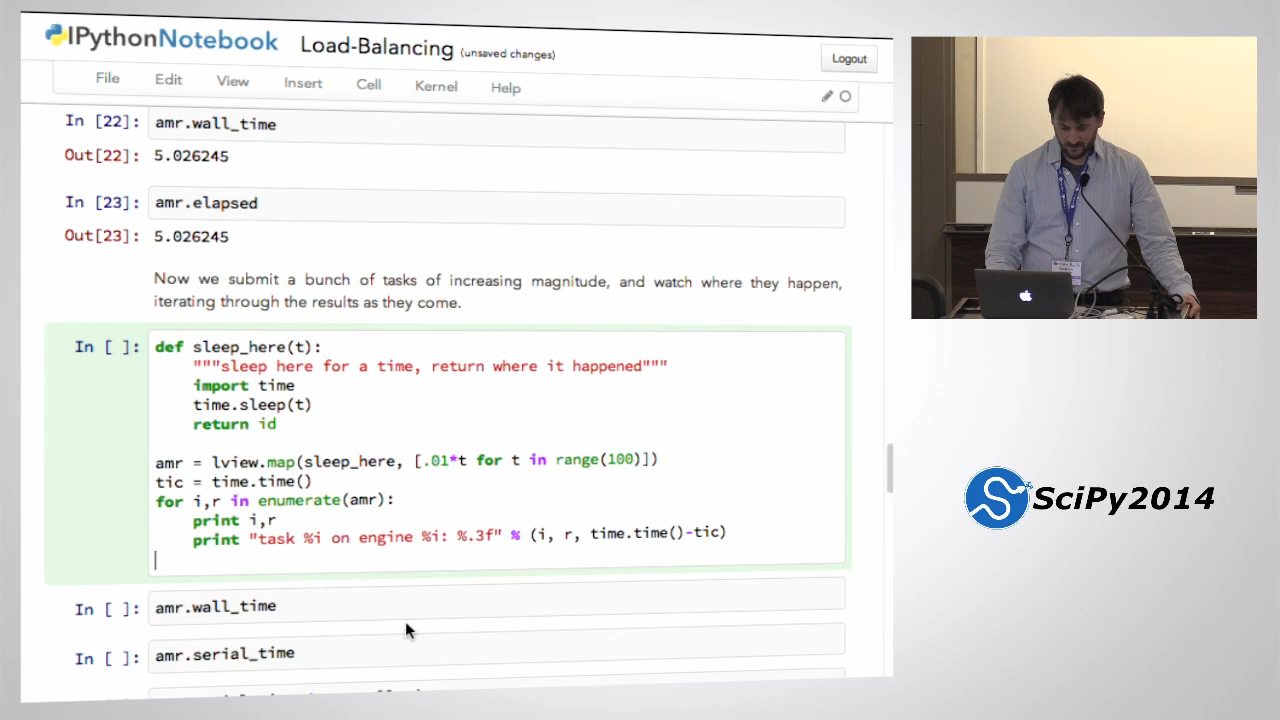 IPythonNotebook Load-Balancing (unsaved changes) Logout
File Edit View Insert Cell Kernel Help
In [22]: amr.wall_time
Out[22]: 5.026245
In [23]: amr.elapsed
Out[23]: 5.026245
Now we submit a bunch of tasks of increasing magnitude, and watch where they happen,
iterating through the results as they come.
In [ ]: def sleep_here(t):
"""sleep here for a time, return where it happened"""
import time
time.sleep(t)
return id
amr = lview.map(sleep_here, [.01*t for t in range(100)])
tic = time.time()
for i,r in enumerate(amr):
print i,r
print "task %i on engine %i: %.3f" % (i, r, time.time()-tic)
In [ ]: amr.wall_time
In [ ]: amr.serial_time
SciPy2014